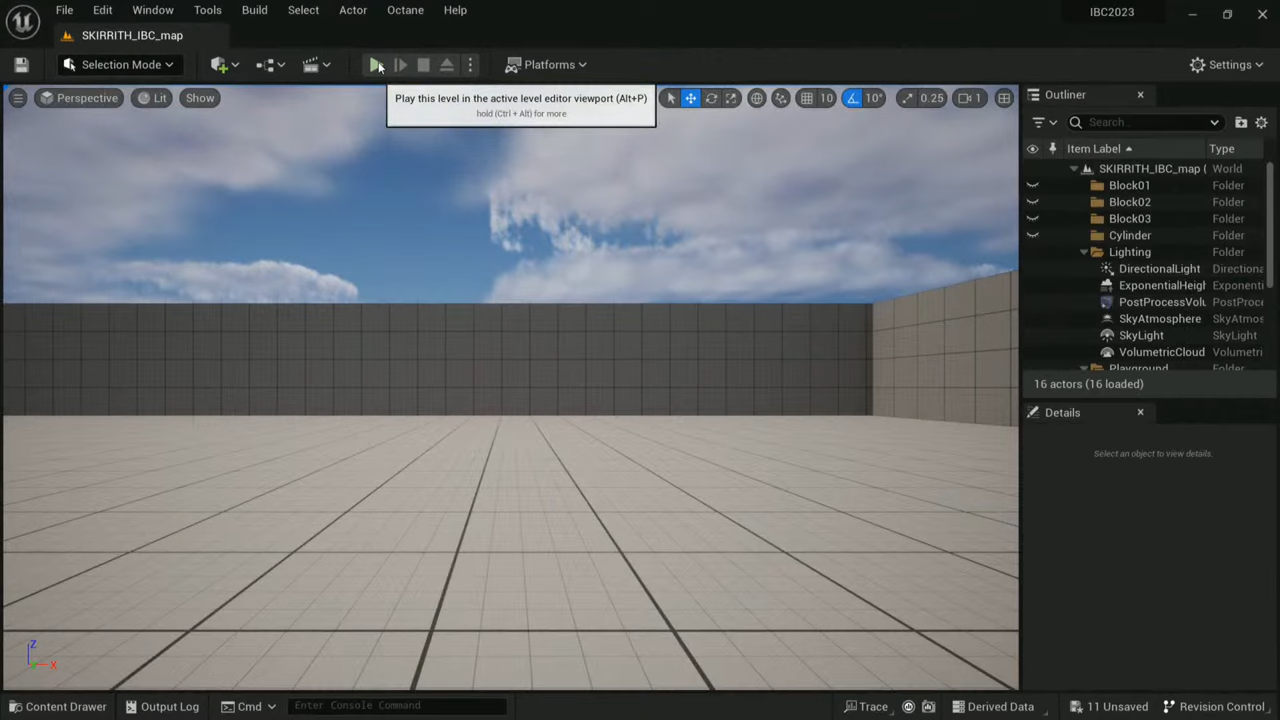 File Edit Window Tools Build Select Actor Octane Help
IBC2023
SKIRRITH_IBC_map
Selection Mode
Platforms
Settings
Perspective Lit Show
Play this level in the active level editor viewport (Alt+P)
hold (Ctrl + Alt) for more
10 10° 0.25 1
Outliner
Search...
Item Label Type
SKIRRITH_IBC_map ( World
Block01 Folder
Block02 Folder
Block03 Folder
Cylinder Folder
Lighting Folder
DirectionalLight Directiona
ExponentialHeigh Exponenti
PostProcessVolu PostProce
SkyAtmosphere SkyAtmos
SkyLight SkyLight
VolumetricCloud Volumetri
Playground Folder
16 actors (16 loaded)
Details
Select an object to view details.
Z
X
Content Drawer Output Log Cmd Enter Console Command Trace Derived Data 11 Unsaved Revision Control